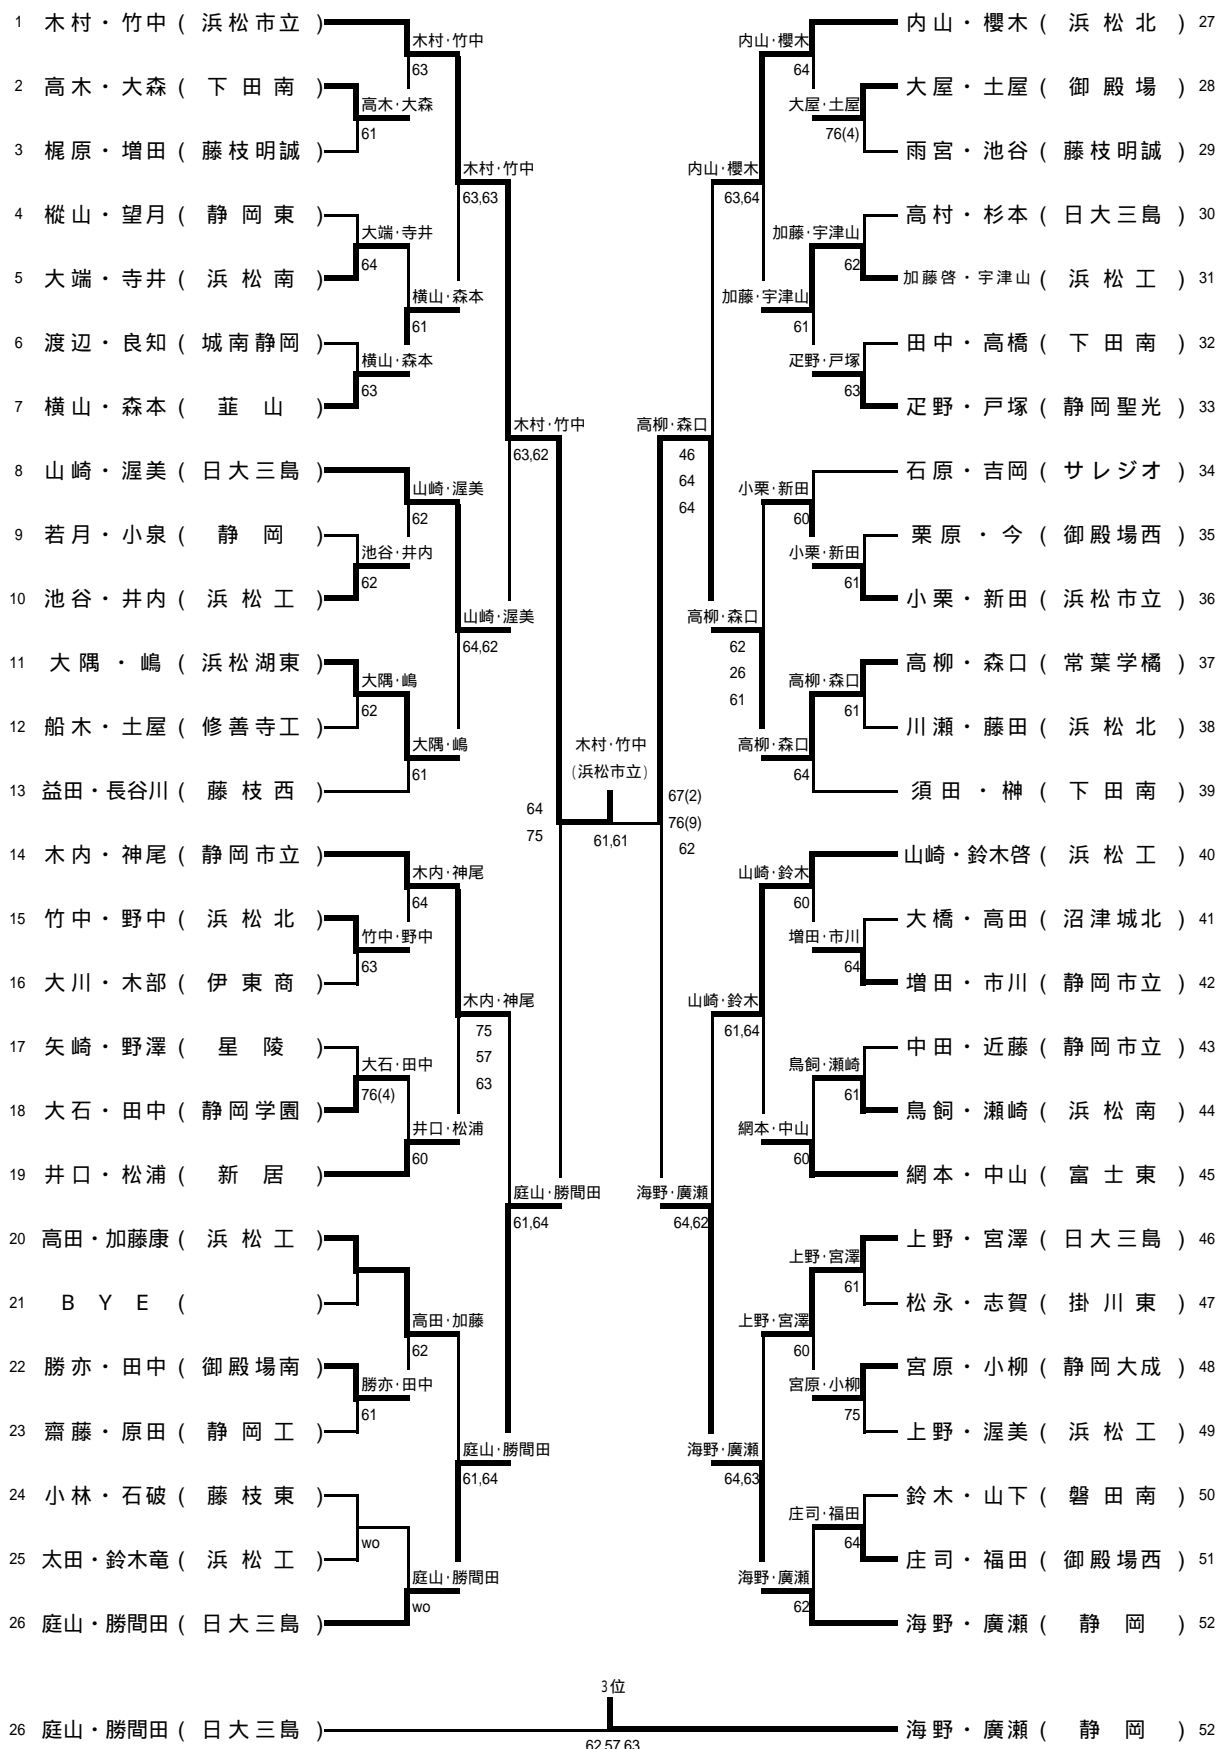 1 木村・竹中 ( 浜松市立 )
2 高木・大森 ( 下田南 )
3 梶原・増田 ( 藤枝明誠 )
4 樅山・望月 ( 静岡東 )
5 大端・寺井 ( 浜松南 )
6 渡辺・良知 ( 城南静岡 )
7 横山・森本 ( 韮山 )
8 山崎・渥美 ( 日大三島 )
9 若月・小泉 ( 静岡 )
10 池谷・井内 ( 浜松工 )
11 大隅・嶋 ( 浜松湖東 )
12 船木・土屋 ( 修善寺工 )
13 益田・長谷川 ( 藤枝西 )
14 木内・神尾 ( 静岡市立 )
15 竹中・野中 ( 浜松北 )
16 大川・木部 ( 伊東商 )
17 矢崎・野澤 ( 星陵 )
18 大石・田中 ( 静岡学園 )
19 井口・松浦 ( 新居 )
20 高田・加藤康 ( 浜松工 )
21 BYE ( )
22 勝亦・田中 ( 御殿場南 )
23 齋藤・原田 ( 静岡工 )
24 小林・石破 ( 藤枝東 )
25 太田・鈴木竜 ( 浜松工 )
26 庭山・勝間田 ( 日大三島 )
高木・大森
61
大端・寺井
64
横山・森本
63
池谷・井内
62
大隅・嶋
62
竹中・野中
63
大石・田中
76(4)
勝亦・田中
61
wo
木村・竹中
63
横山・森本
61
山崎・渥美
62
大隅・嶋
61
木内・神尾
64
井口・松浦
60
高田・加藤
62
庭山・勝間田
wo
木村・竹中
63,63
山崎・渥美
64,62
木内・神尾
75
57
63
庭山・勝間田
61,64
木村・竹中
63,62
庭山・勝間田
61,64
64
75
木村・竹中
(浜松市立)
61,61
67(2)
76(9)
62
高柳・森口
46
64
64
海野・廣瀬
64,62
内山・櫻木
63,64
高柳・森口
62
26
61
山崎・鈴木
61,64
海野・廣瀬
64,63
内山・櫻木
64
加藤・宇津山
61
小栗・新田
60
高柳・森口
64
山崎・鈴木
60
網本・中山
60
上野・宮澤
60
海野・廣瀬
62
大屋・土屋
76(4)
加藤・宇津山
62
疋野・戸塚
63
小栗・新田
61
高柳・森口
61
増田・市川
64
鳥飼・瀬崎
61
上野・宮澤
61
宮原・小柳
75
庄司・福田
64
内山・櫻木 ( 浜松北 ) 27
大屋・土屋 ( 御殿場 ) 28
雨宮・池谷 ( 藤枝明誠 ) 29
高村・杉本 ( 日大三島 ) 30
加藤啓・宇津山 ( 浜松工 ) 31
田中・高橋 ( 下田南 ) 32
疋野・戸塚 ( 静岡聖光 ) 33
石原・吉岡 ( サレジオ ) 34
栗原・今 ( 御殿場西 ) 35
小栗・新田 ( 浜松市立 ) 36
高柳・森口 ( 常葉学橘 ) 37
川瀬・藤田 ( 浜松北 ) 38
須田・榊 ( 下田南 ) 39
山崎・鈴木啓 ( 浜松工 ) 40
大橋・高田 ( 沼津城北 ) 41
増田・市川 ( 静岡市立 ) 42
中田・近藤 ( 静岡市立 ) 43
鳥飼・瀬崎 ( 浜松南 ) 44
網本・中山 ( 富士東 ) 45
上野・宮澤 ( 日大三島 ) 46
松永・志賀 ( 掛川東 ) 47
宮原・小柳 ( 静岡大成 ) 48
上野・渥美 ( 浜松工 ) 49
鈴木・山下 ( 磐田南 ) 50
庄司・福田 ( 御殿場西 ) 51
海野・廣瀬 ( 静岡 ) 52
3位
26 庭山・勝間田 ( 日大三島 )
62,57,63
海野・廣瀬 ( 静岡 ) 52